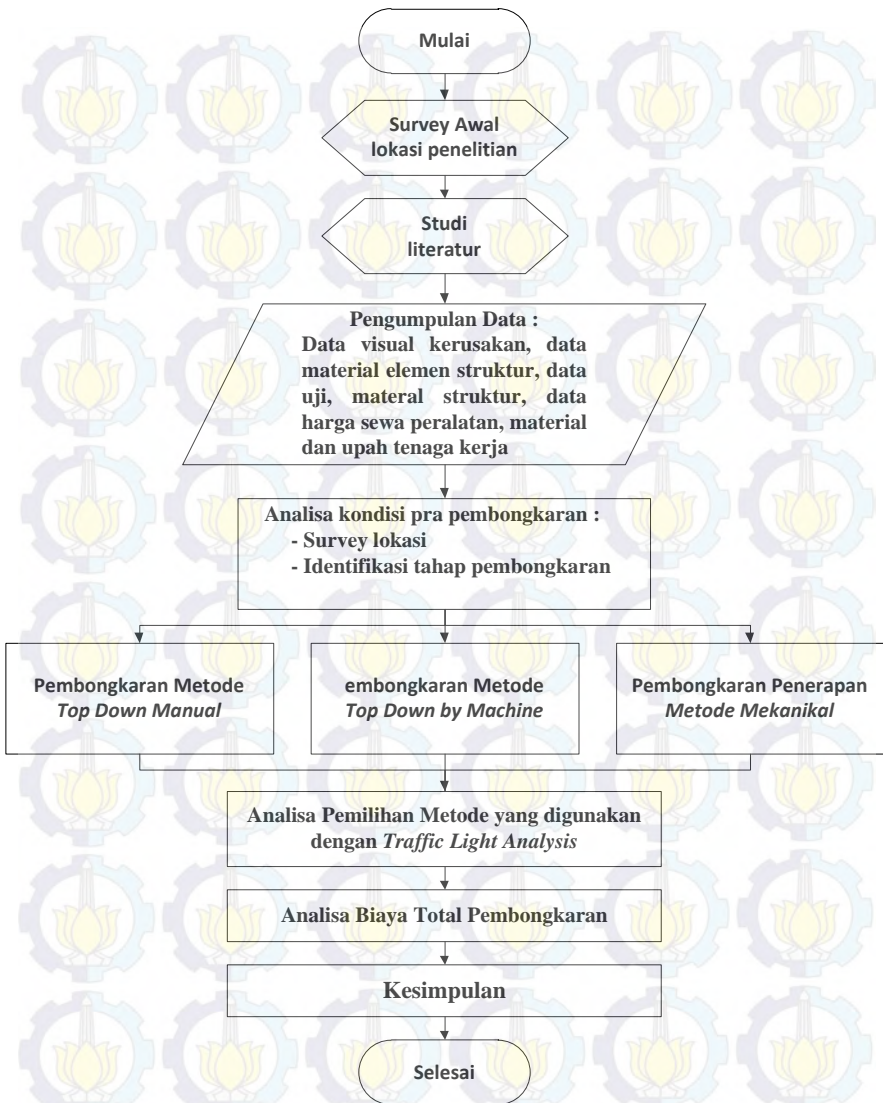 Mulai
Survey Awal
lokasi penelitian
Studi
literatur
Pengumpulan Data :
Data visual kerusakan, data
material elemen struktur, data
uji, materal struktur, data
harga sewa peralatan, material
dan upah tenaga kerja
Analisa kondisi pra pembongkaran :
- Survey lokasi
- Identifikasi tahap pembongkaran
Pembongkaran Metode
Top Down Manual
embongkaran Metode
Top Down by Machine
Pembongkaran Penerapan
Metode Mekanikal
Analisa Pemilihan Metode yang digunakan
dengan Traffic Light Analysis
Analisa Biaya Total Pembongkaran
Kesimpulan
Selesai